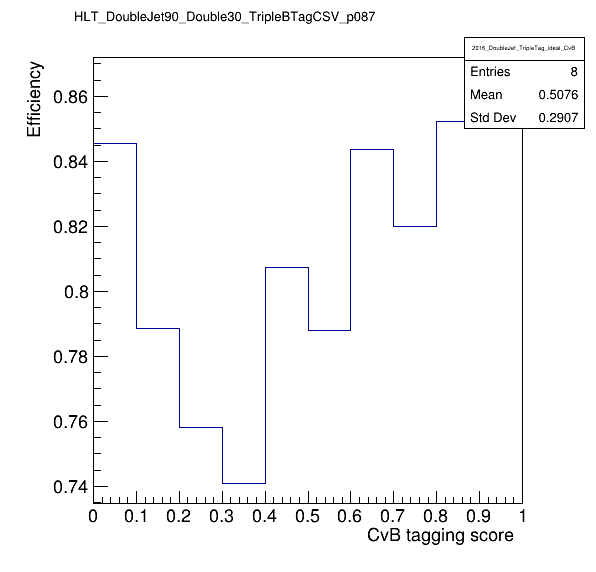 HLT_DoubleJet90_Double30_TripleBTagCSV_p087
2016_DoubleJet_TripleTag_ideal_CvB
Entries 8
Mean 0.5076
Std Dev 0.2907
Efficiency
0.86
0.84
0.82
0.8
0.78
0.76
0.74
0 0.1 0.2 0.3 0.4 0.5 0.6 0.7 0.8 0.9 1
CvB tagging score